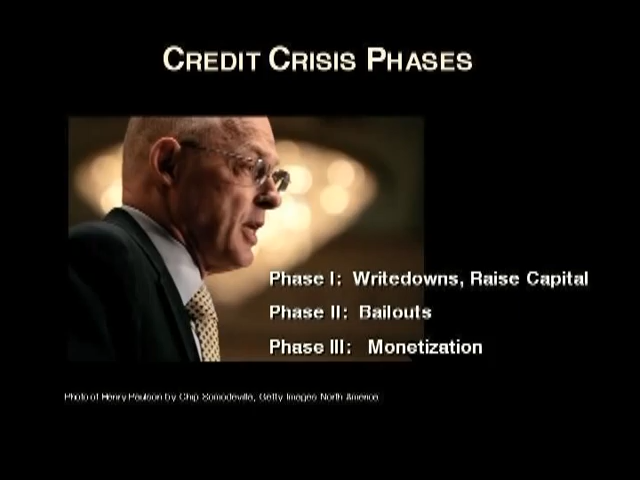 CREDIT CRISIS PHASES
Phase I: Writedowns, Raise Capital
Phase II: Bailouts
Phase III: Monetization
Photo of Henry Paulson by Chip Somodevilla, Getty Images North America